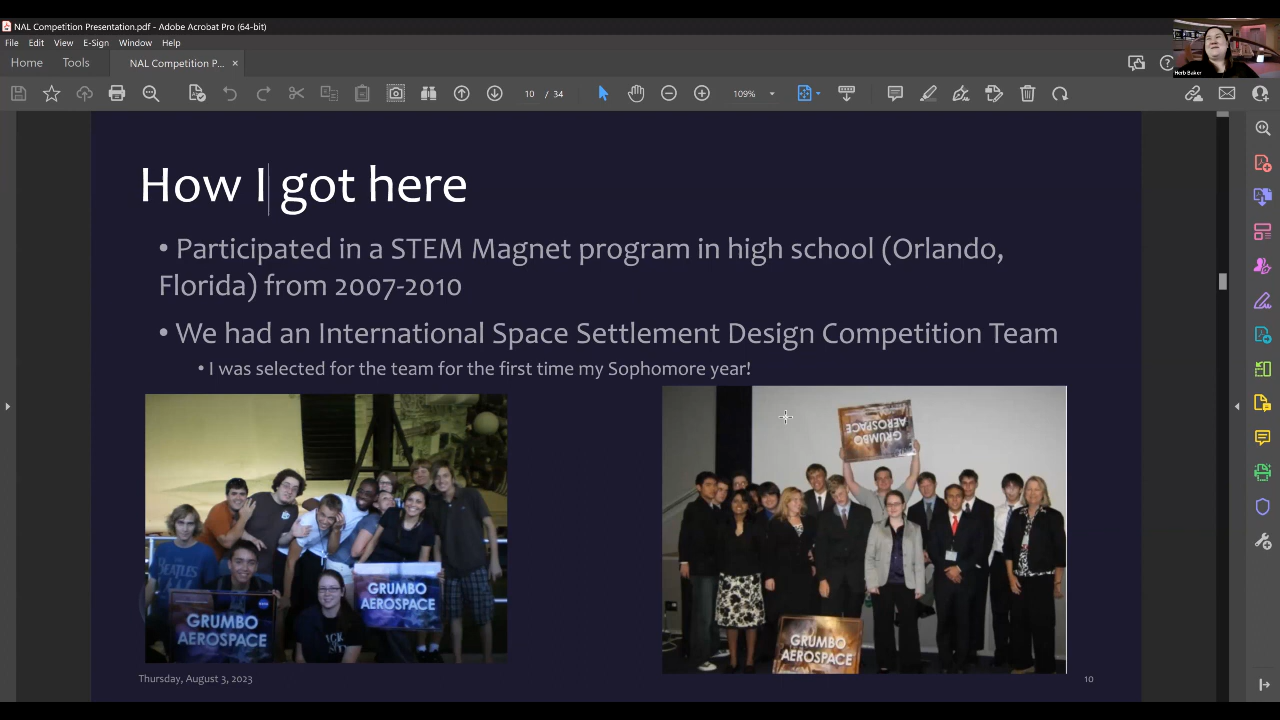 NAL Competition Presentation.pdf - Adobe Acrobat Pro (64-bit)
File Edit View E-Sign Window Help
Home Tools NAL Competition P... ×
10 / 34 109%
Herb Baker
How I got here
• Participated in a STEM Magnet program in high school (Orlando,
Florida) from 2007-2010
• We had an International Space Settlement Design Competition Team
• I was selected for the team for the first time my Sophomore year!
BEATLES
GRUMBO
AEROSPACE
GRUMBO
AEROSPACE
GRUMBO
AEROSPACE
GRUMBO
AEROSPACE
Thursday, August 3, 2023
10